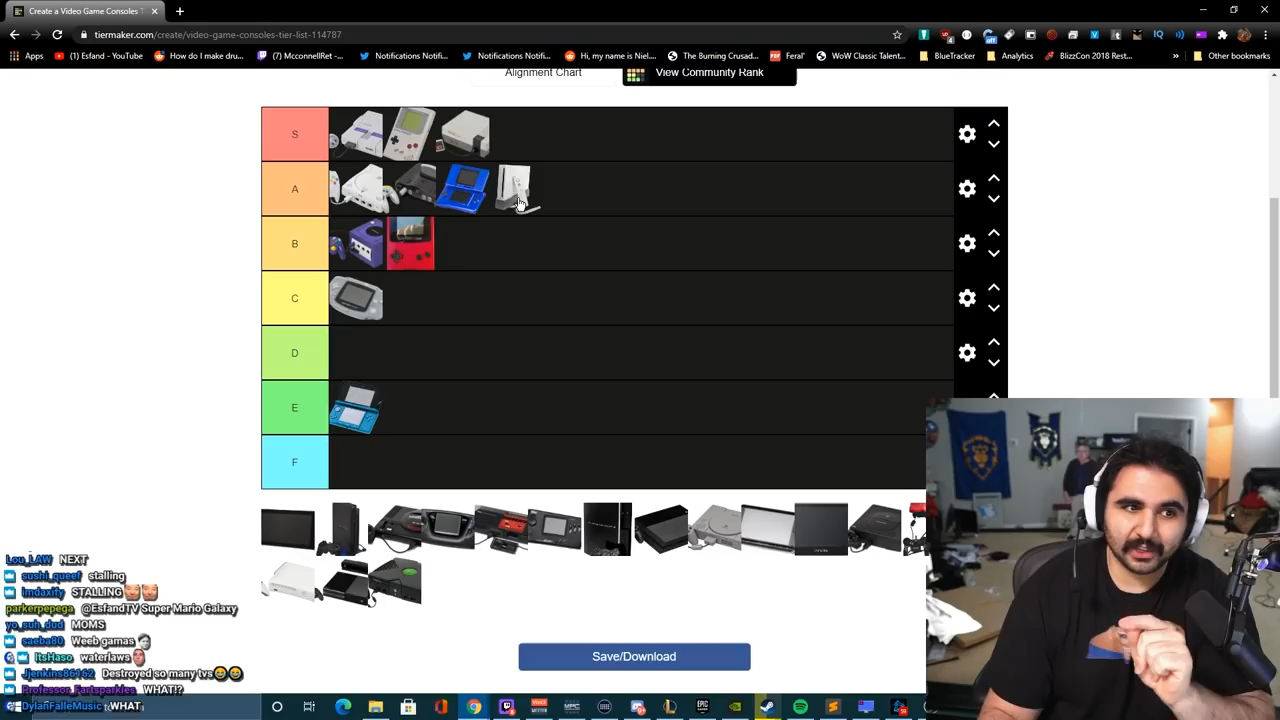 Create a Video Game Consoles T
tiermaker.com/create/video-game-consoles-tier-list-114787
Apps
(1) Esfand - YouTube
How do I make dru...
(7) McconnellRet -...
Notifications Notifi...
Notifications Notifi...
Hi, my name is Niel...
The Burning Crusad...
Feral'
WoW Classic Talent...
BlueTracker
Analytics
BlizzCon 2018 Rest...
Other bookmarks
Alignment Chart
View Community Rank
S
A
B
C
D
E
F
Save/Download
Lou_LAW NEXT
sushi_queef stalling
imdaxify STALLING
parkerpepega @EsfandTV Super Mario Galaxy
yo_suh_dud MOMS
saeba80 Weeb gamas
ItsHaso waterlaws
Jjenkins86162 Destroyed so many tvs
Professor_Fartsparkles WHAT!?
DylanFalleMusic WHAT